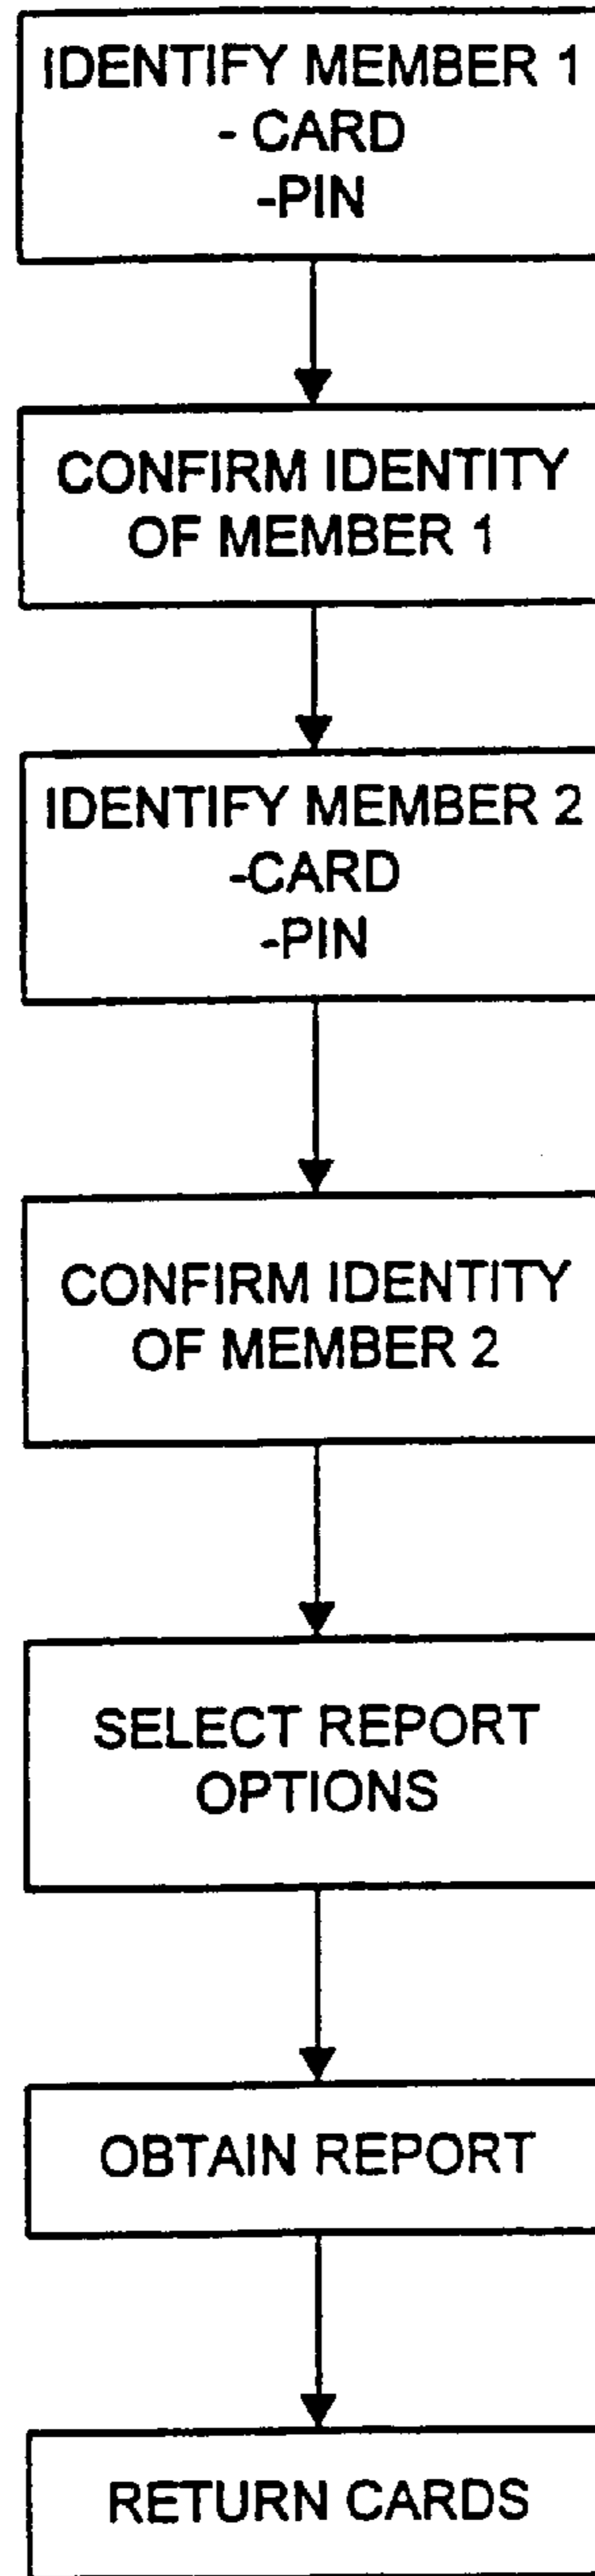 IDENTIFY MEMBER 1
- CARD
-PIN
CONFIRM IDENTITY
OF MEMBER 1
IDENTIFY MEMBER 2
-CARD
-PIN
CONFIRM IDENTITY
OF MEMBER 2
SELECT REPORT
OPTIONS
OBTAIN REPORT
RETURN CARDS